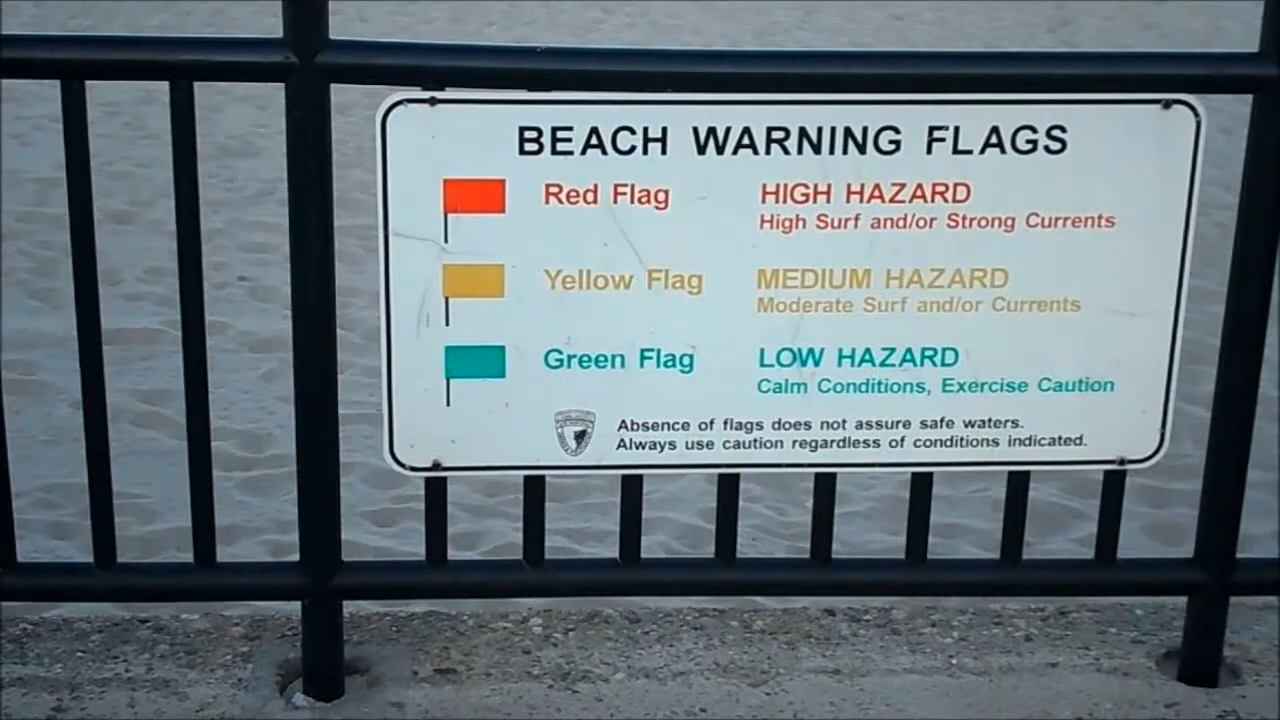 BEACH WARNING FLAGS
Red Flag HIGH HAZARD
High Surf and/or Strong Currents
Yellow Flag MEDIUM HAZARD
Moderate Surf and/or Currents
Green Flag LOW HAZARD
Calm Conditions, Exercise Caution
Absence of flags does not assure safe waters.
Always use caution regardless of conditions indicated.